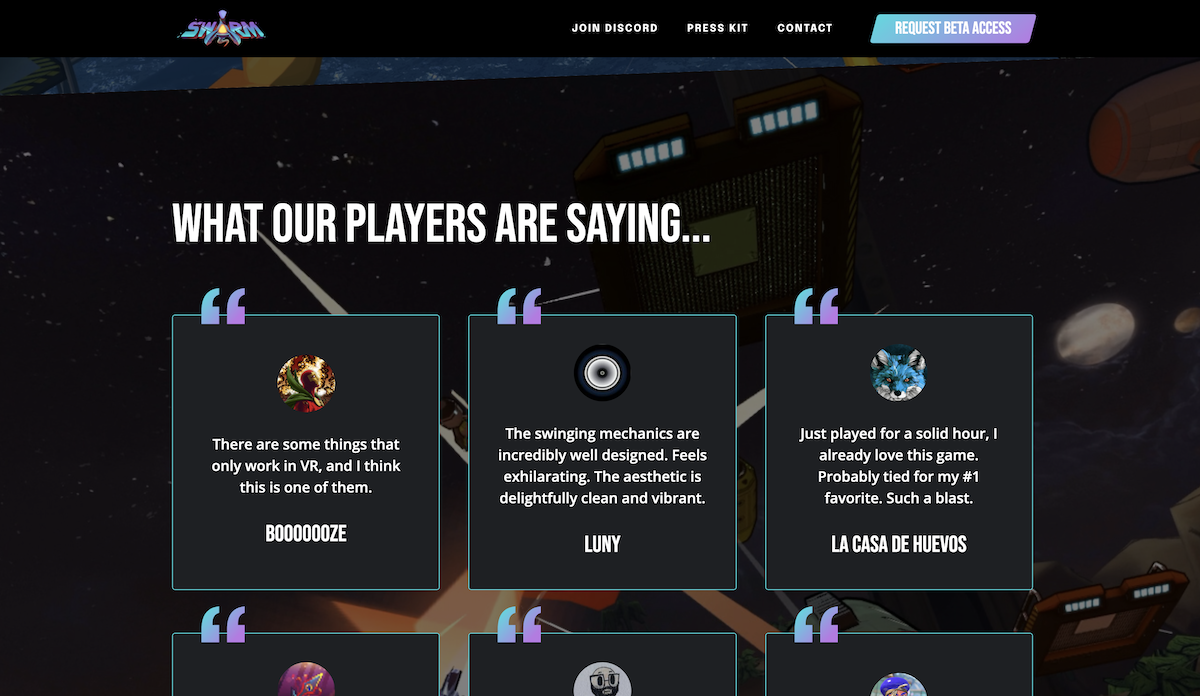 SWARM
JOIN DISCORD
PRESS KIT
CONTACT
REQUEST BETA ACCESS
WHAT OUR PLAYERS ARE SAYING...
There are some things that
only work in VR, and I think
this is one of them.
BOOOOOOZE
The swinging mechanics are
incredibly well designed. Feels
exhilarating. The aesthetic is
delightfully clean and vibrant.
LUNY
Just played for a solid hour, I
already love this game.
Probably tied for my #1
favorite. Such a blast.
LA CASA DE HUEVOS